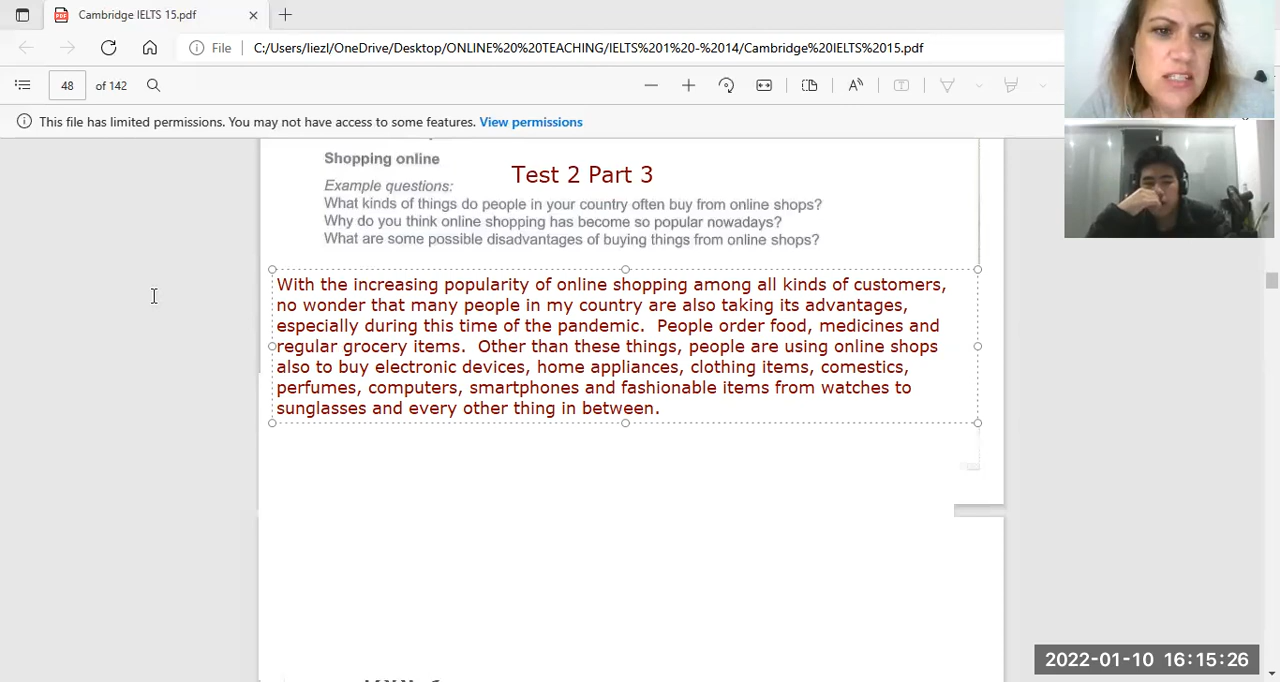 Cambridge IELTS 15.pdf
File C:/Users/liezl/OneDrive/Desktop/ONLINE%20%20TEACHING/IELTS%201%20-%2014/Cambridge%20IELTS%2015.pdf
48 of 142
This file has limited permissions. You may not have access to some features. View permissions
Shopping online
Test 2 Part 3
Example questions:
What kinds of things do people in your country often buy from online shops?
Why do you think online shopping has become so popular nowadays?
What are some possible disadvantages of buying things from online shops?
With the increasing popularity of online shopping among all kinds of customers,
no wonder that many people in my country are also taking its advantages,
especially during this time of the pandemic. People order food, medicines and
regular grocery items. Other than these things, people are using online shops
also to buy electronic devices, home appliances, clothing items, comestics,
perfumes, computers, smartphones and fashionable items from watches to
sunglasses and every other thing in between.
2022-01-10 16:15:26